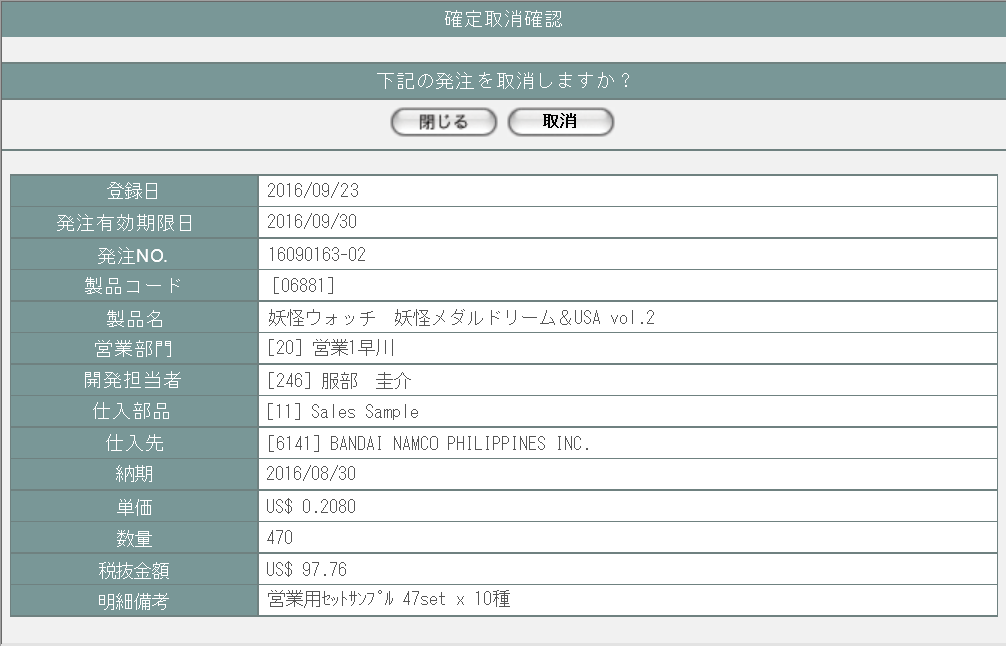 確定取消確認
下記の発注を取消しますか？
閉じる 取消
登録日 2016/09/23
発注有効期限日 2016/09/30
発注NO. 16090163-02
製品コード [06881]
製品名 妖怪ウォッチ　妖怪メダルドリーム＆USA vol.2
営業部門 [20] 営業1早川
開発担当者 [246] 服部　圭介
仕入部品 [11] Sales Sample
仕入先 [6141] BANDAI NAMCO PHILIPPINES INC.
納期 2016/08/30
単価 US$ 0.2080
数量 470
税抜金額 US$ 97.76
明細備考 営業用ｾｯﾄｻﾝﾌﾟﾙ 47set x 10種